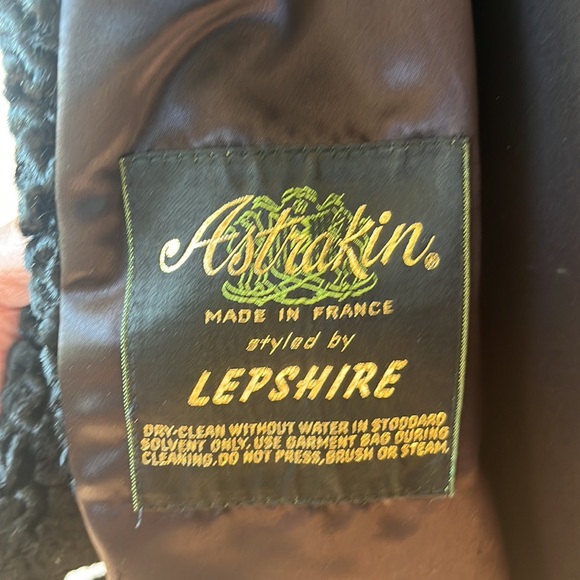 Astrakin®
MADE IN FRANCE
styled by
LEPSHIRE
DRY-CLEAN WITHOUT WATER IN STODDARD
SOLVENT ONLY. USE GARMENT BAG DURING
CLEANING. DO NOT PRESS, BRUSH OR STEAM.